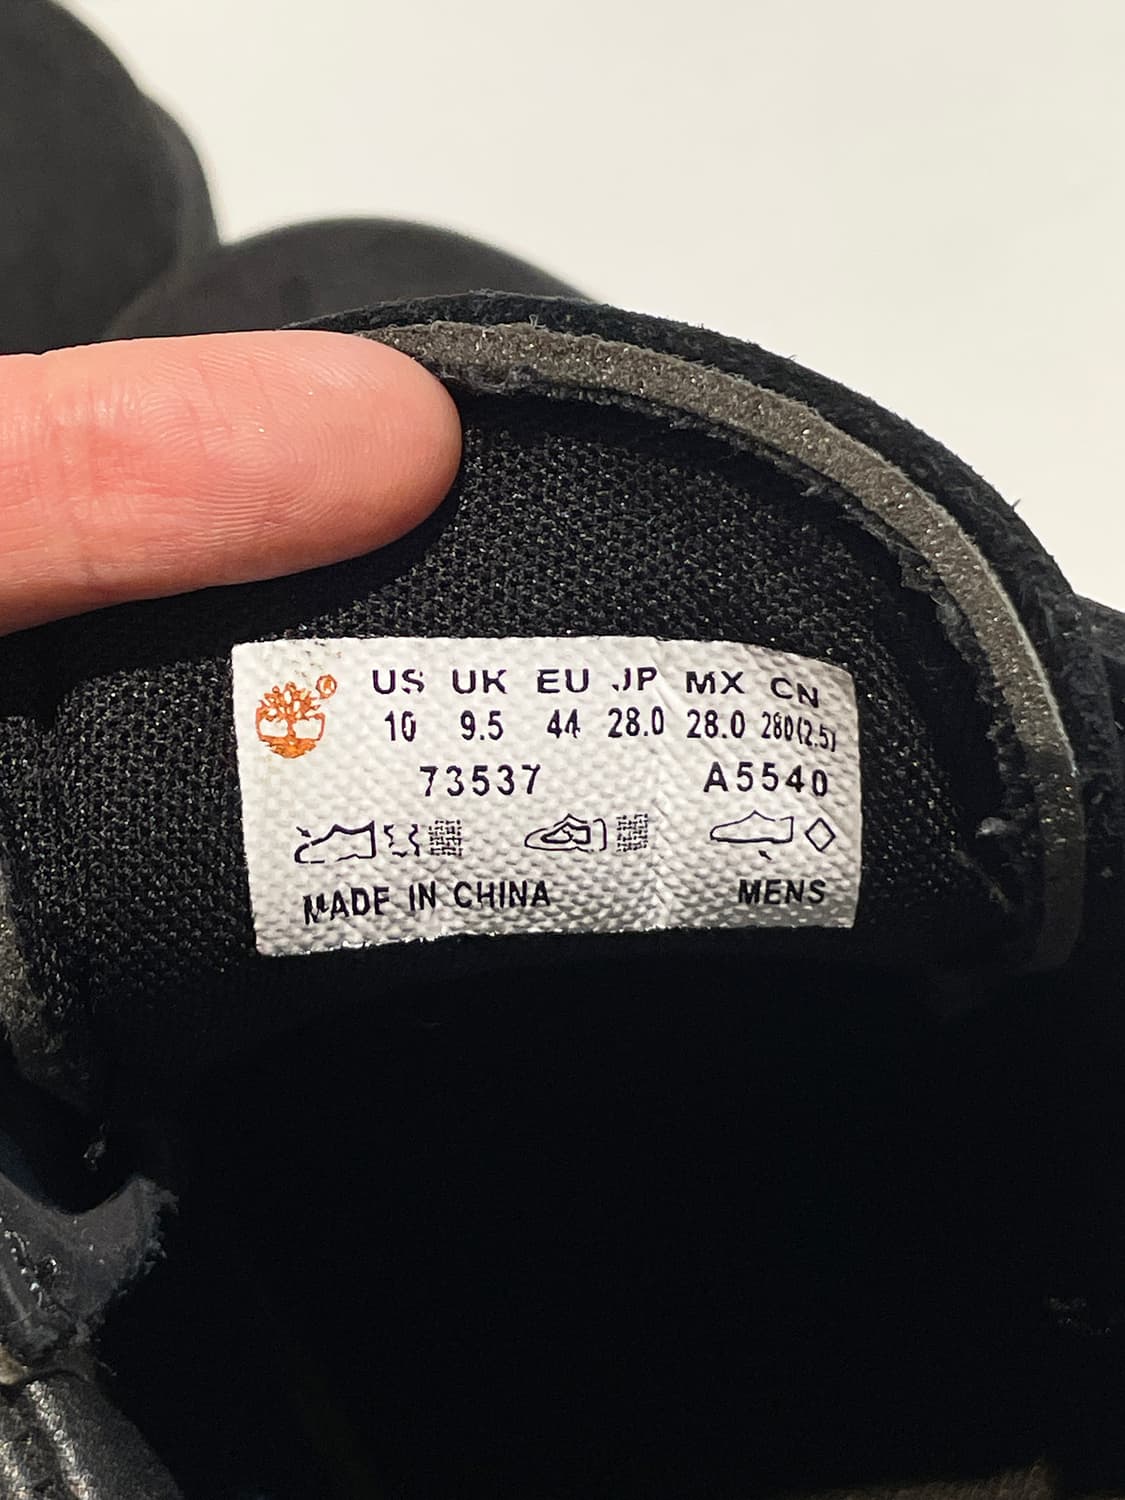 ®
US UK EU JP MX CN
10 9.5 44 28.0 28.0 280(2.5)
73537 A5540
MADE IN CHINA MENS